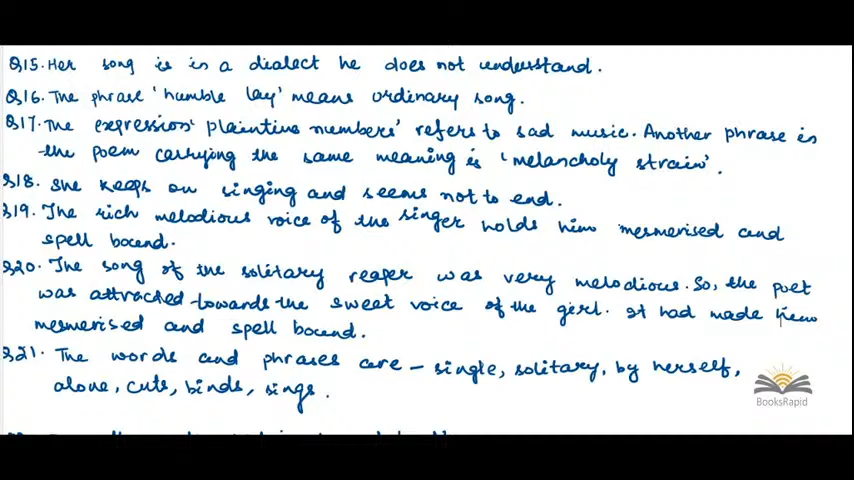 Q15. Her song is in a dialect he does not understand.
Q16. The phrase 'humble lay' means ordinary song.
Q17. The expression 'plaintive numbers' refers to sad music. Another phrase in
the poem carrying the same meaning is 'melancholy strain'.
Q18. She keeps on singing and seems not to end.
Q19. The rich melodious voice of the singer holds him mesmerised and
spell bound.
Q20. The song of the solitary reaper was very melodious. So, the poet
was attracted towards the sweet voice of the girl. It had made him
mesmerised and spell bound.
Q21. The words and phrases are - single, solitary, by herself,
alone, cuts, binds, sings.
BooksRapid